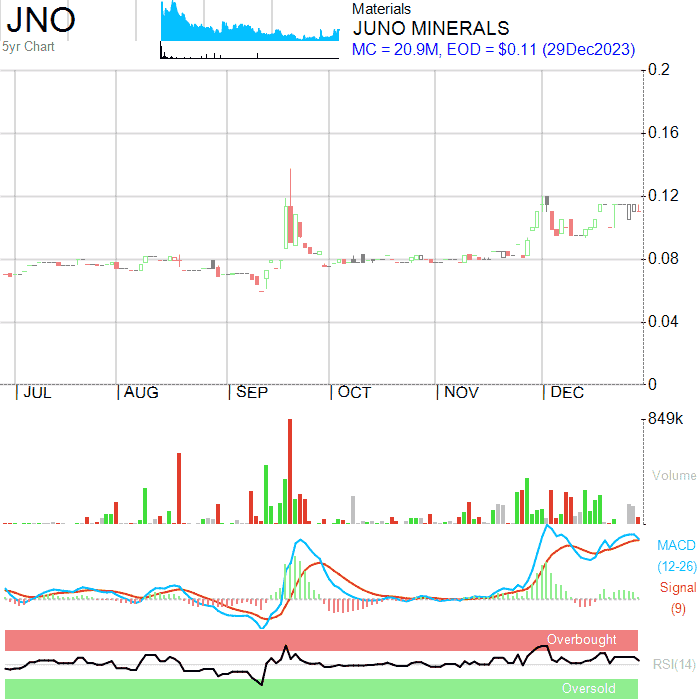 JNO
5yr Chart
Materials
JUNO MINERALS
MC = 20.9M, EOD = $0.11 (29Dec2023)
0.2
0.16
0.12
0.08
0.04
0
JUL AUG SEP OCT NOV DEC
849k
Volume
MACD
(12-26)
Signal
(9)
Overbought
RSI(14)
Oversold